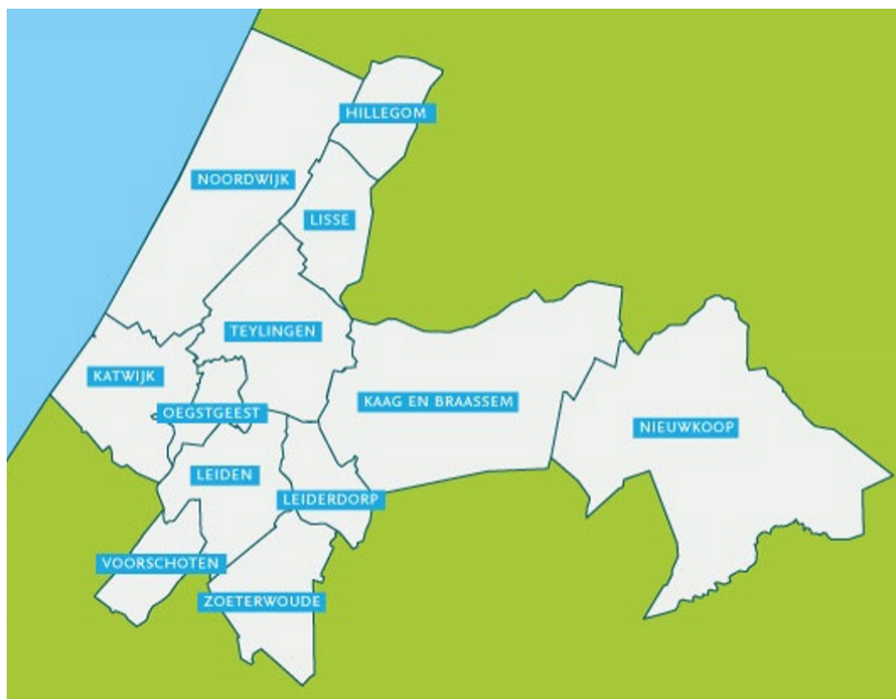 HILLEGOM
NOORDWIJK
LISSE
TEYLINGEN
KATWIJK
KAAG EN BRAASSEM
OEGSTGEEST
NIEUWKOOP
LEIDEN
LEIDERDORP
VOORSCHOTEN
ZOETERWOUDE